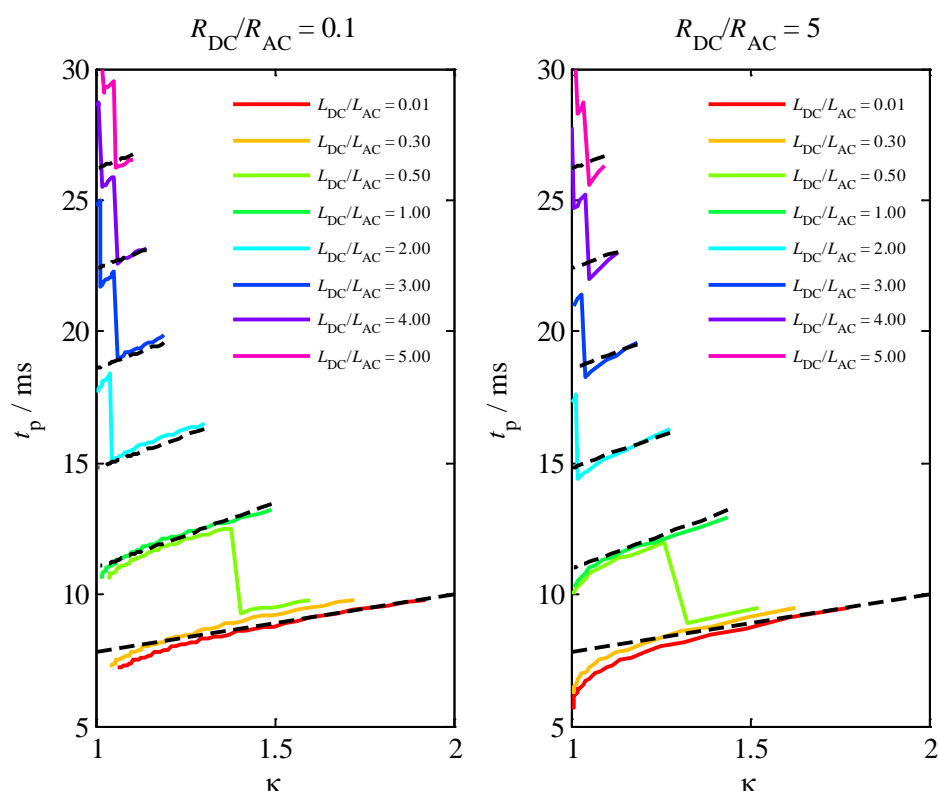 R_DC/R_AC = 0.1
t_p / ms
30
25
20
15
10
5
L_DC/L_AC = 0.01
L_DC/L_AC = 0.30
L_DC/L_AC = 0.50
L_DC/L_AC = 1.00
L_DC/L_AC = 2.00
L_DC/L_AC = 3.00
L_DC/L_AC = 4.00
L_DC/L_AC = 5.00
1 1.5 2
κ
R_DC/R_AC = 5
t_p / ms
30
25
20
15
10
5
L_DC/L_AC = 0.01
L_DC/L_AC = 0.30
L_DC/L_AC = 0.50
L_DC/L_AC = 1.00
L_DC/L_AC = 2.00
L_DC/L_AC = 3.00
L_DC/L_AC = 4.00
L_DC/L_AC = 5.00
1 1.5 2
κ